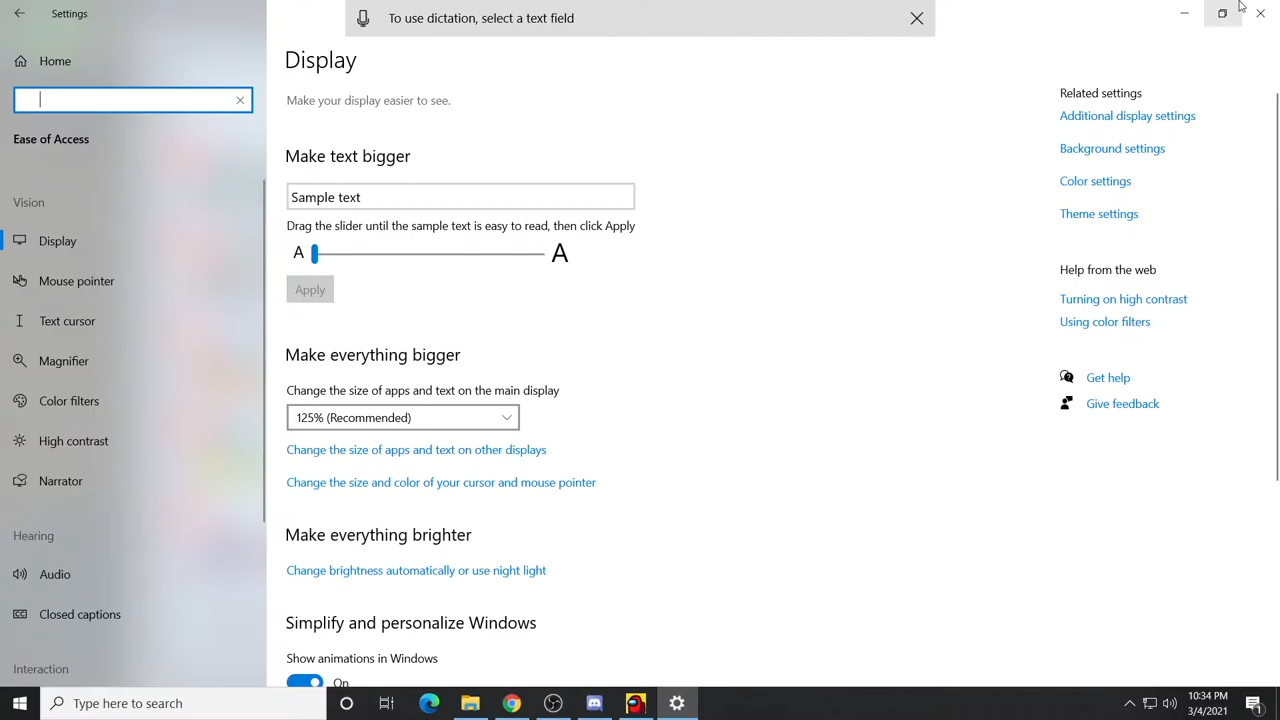 Settings
Home
Ease of Access
Vision
Display
Mouse pointer
Text cursor
Magnifier
Color filters
High contrast
Narrator
Hearing
Audio
Closed captions
Interaction
To use dictation, select a text field
Display
Make your display easier to see.
Make text bigger
Sample text
Drag the slider until the sample text is easy to read, then click Apply
A A
Apply
Make everything bigger
Change the size of apps and text on the main display
125% (Recommended)
Change the size of apps and text on other displays
Change the size and color of your cursor and mouse pointer
Make everything brighter
Change brightness automatically or use night light
Simplify and personalize Windows
Show animations in Windows
On
Related settings
Additional display settings
Background settings
Color settings
Theme settings
Help from the web
Turning on high contrast
Using color filters
Get help
Give feedback
Type here to search
10:34 PM
3/4/2021
1